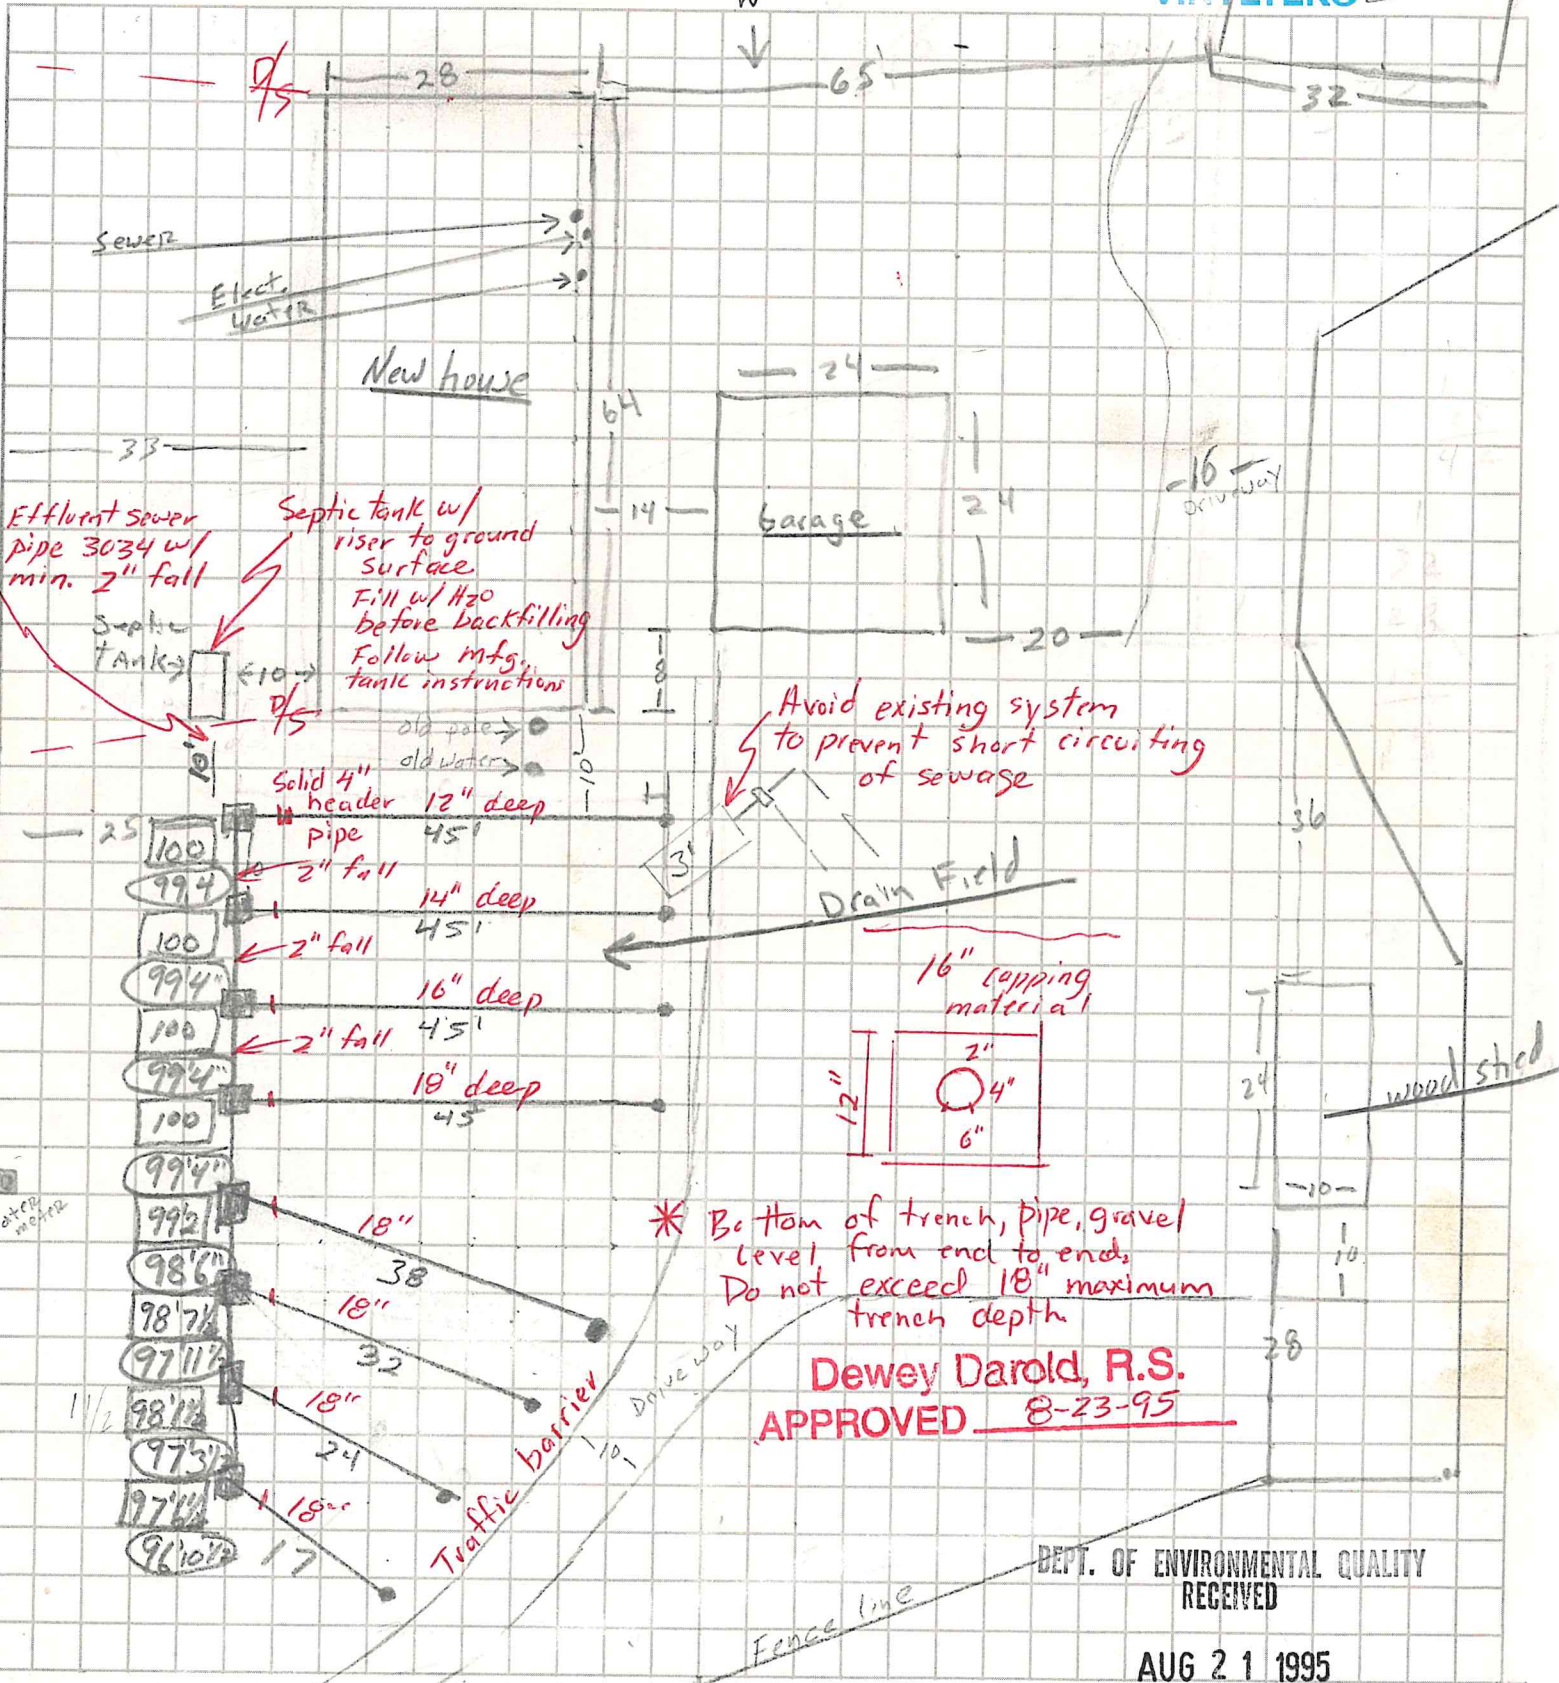 D/S
28
65'
32
Sewer
Elect.
Water
New house
64
24
33
14
Garage
24
-16-
Driveway
20
Effluent sewer
pipe 3034 w/
min. 2" fall
Septic tank w/
riser to ground
surface
Fill w/ H2O
before backfilling
Follow mfg.
tank instructions
Septic
Tank
10
8
D/S
old pole
old water
10'
10'
Avoid existing system
to prevent short circuiting
of sewage
Solid 4"
header
pipe
12" deep
45'
25
100
99'4
2" fall
3'
36
14" deep
45'
Drain Field
100
2" fall
99'4"
16" deep
45'
16" capping
material
100
2" fall
99'4"
18" deep
45'
2"
4"
6"
12"
24
wood shed
100
99'4"
-10-
water
meter
99'2
18"
38
* Bottom of trench, pipe, gravel
level, from end to end.
Do not exceed 18" maximum
trench depth
10
98'6"
18"
32
98'7½
97'11½
Driveway
10
28
Dewey Darold, R.S.
APPROVED 8-23-95
11/2
98'1½
18"
24
97'3½
Traffic barrier
97'6½
18"
96'10½
17
Fence line
DEPT. OF ENVIRONMENTAL QUALITY
RECEIVED
AUG 21 1995